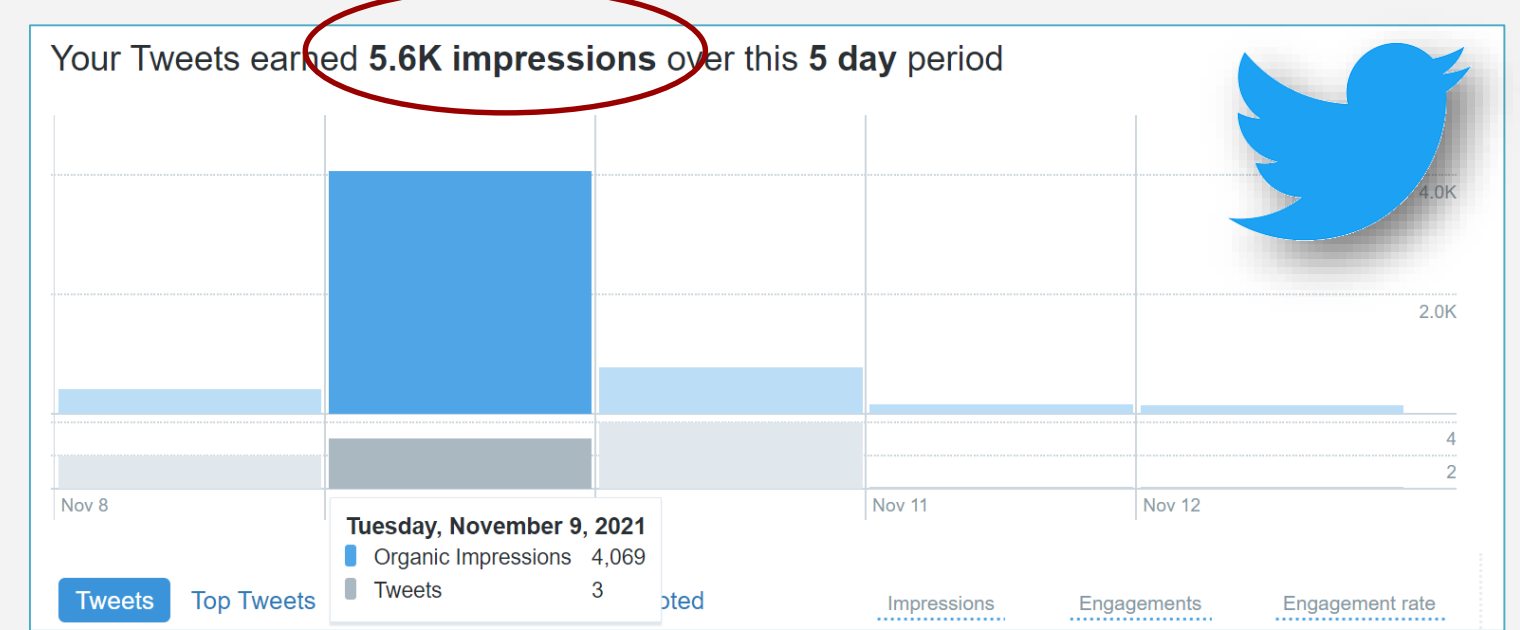 Your Tweets earned 5.6K impressions over this 5 day period
4.0K
2.0K
4
2
Nov 8
Nov 11
Nov 12
Tuesday, November 9, 2021
Organic Impressions 4,069
Tweets 3
Tweets
Top Tweets
Impressions
Engagements
Engagement rate